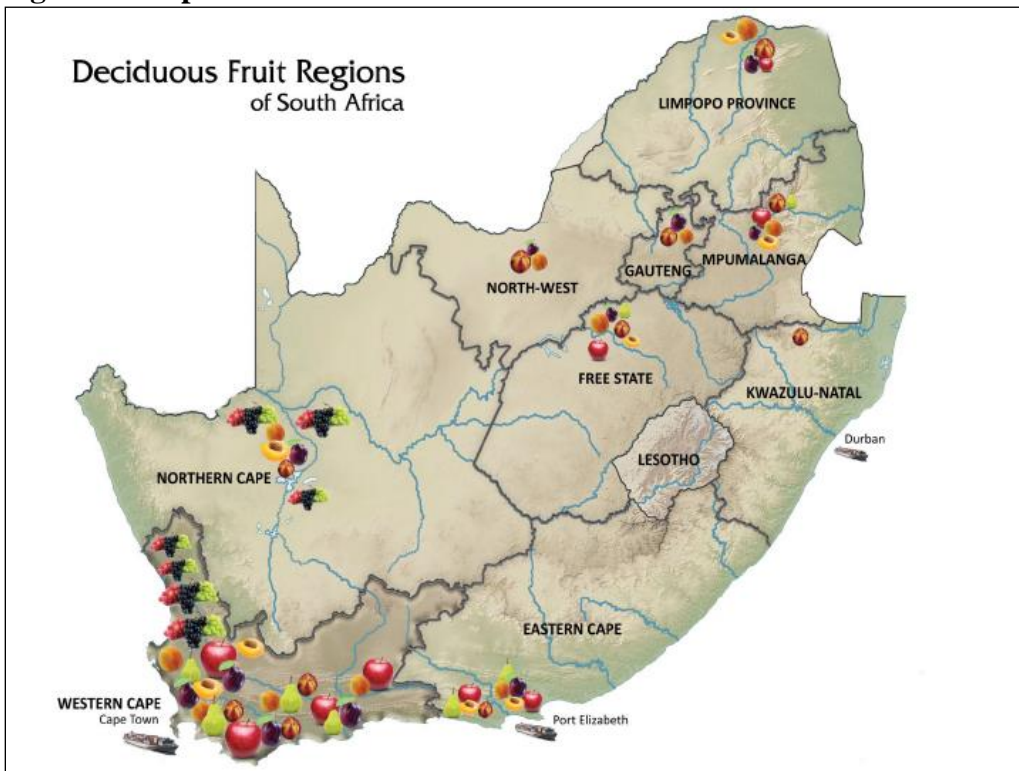 Deciduous Fruit Regions
of South Africa
LIMPOPO PROVINCE
MPUMALANGA
GAUTENG
NORTH-WEST
FREE STATE
KWAZULU-NATAL
Durban
LESOTHO
NORTHERN CAPE
EASTERN CAPE
WESTERN CAPE
Cape Town
Port Elizabeth